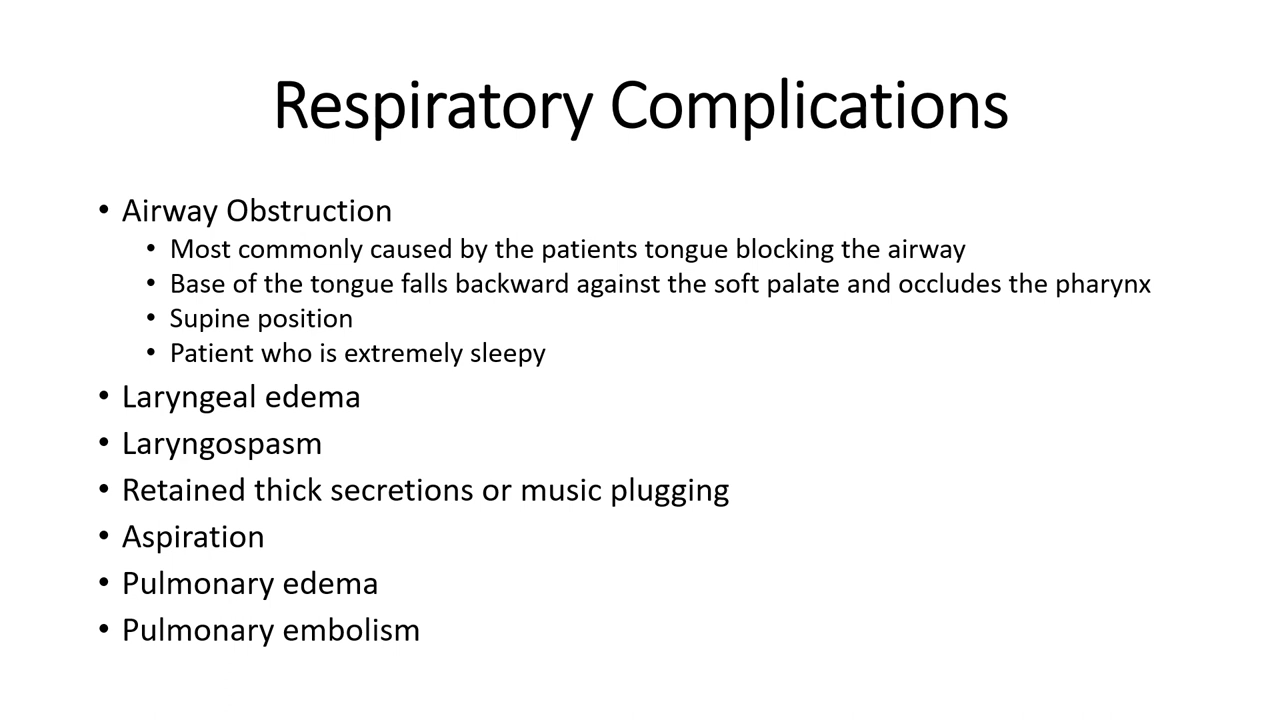 Respiratory Complications
• Airway Obstruction
• Most commonly caused by the patients tongue blocking the airway
• Base of the tongue falls backward against the soft palate and occludes the pharynx
• Supine position
• Patient who is extremely sleepy
• Laryngeal edema
• Laryngospasm
• Retained thick secretions or music plugging
• Aspiration
• Pulmonary edema
• Pulmonary embolism